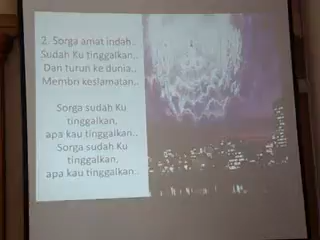 2. Sorga amat indah..
Sudah Ku tinggalkan..
Dan turun ke dunia..
Membri keslamatan..
Sorga sudah Ku
tinggalkan,
apa kau tinggalkan..
Sorga sudah Ku
tinggalkan,
apa kau tinggalkan..